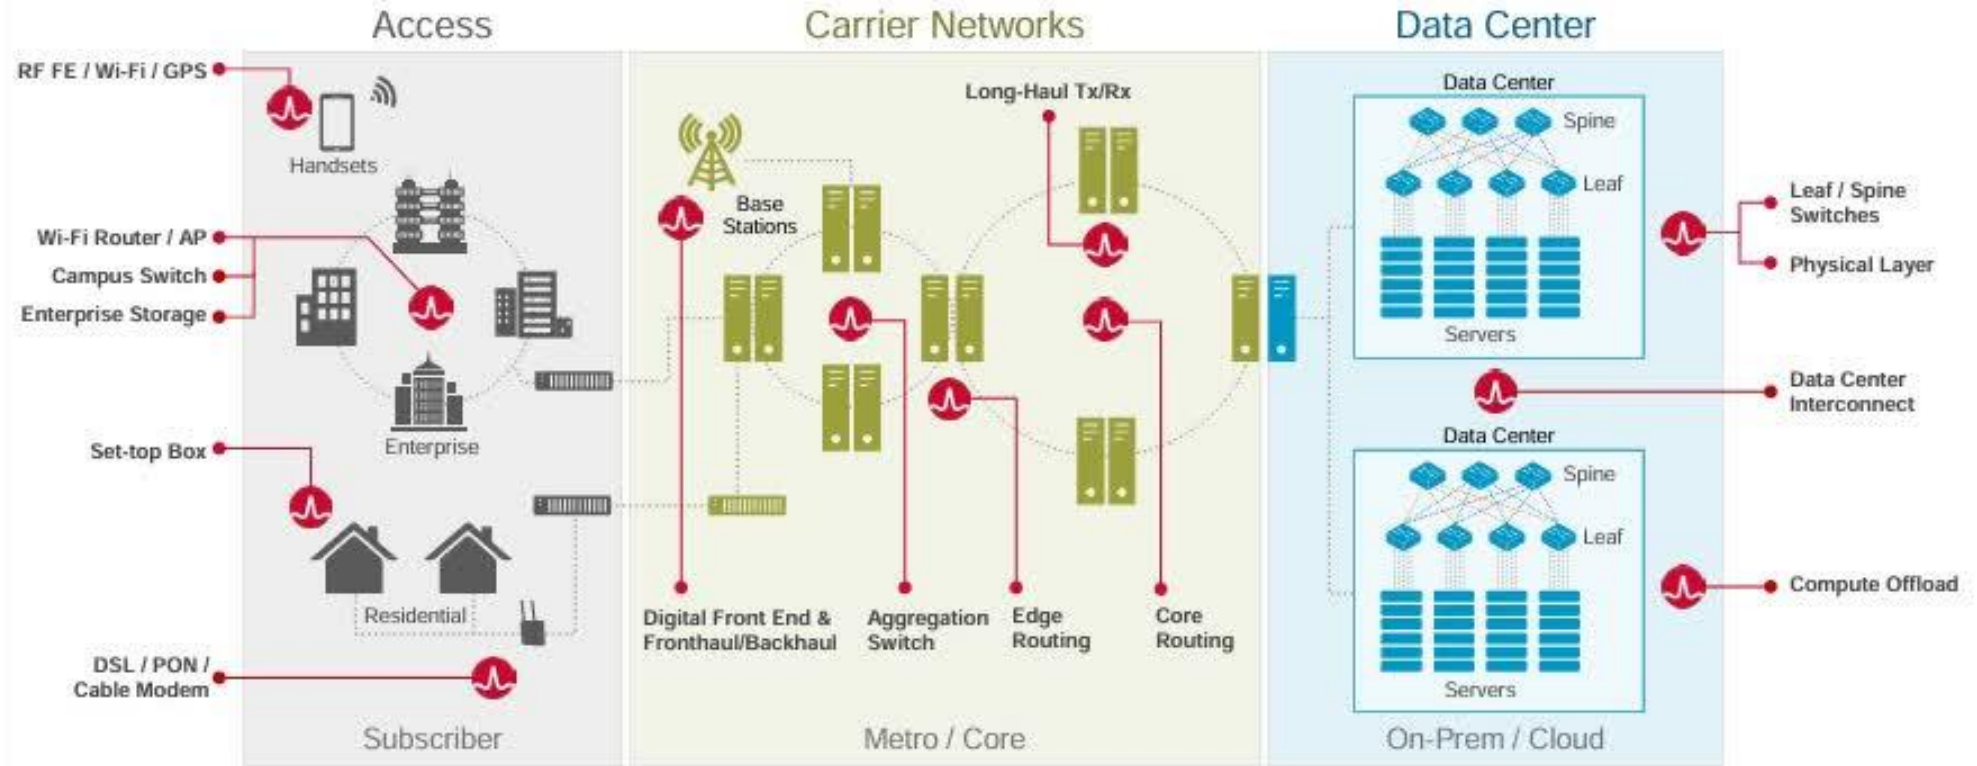 Access
Carrier Networks
Data Center
RF FE / Wi-Fi / GPS
Handsets
Wi-Fi Router / AP
Campus Switch
Enterprise Storage
Enterprise
Set-top Box
Residential
DSL / PON /
Cable Modem
Subscriber
Long-Haul Tx/Rx
Base
Stations
Digital Front End &
Fronthaul/Backhaul
Aggregation
Switch
Edge
Routing
Core
Routing
Metro / Core
Data Center
Spine
Leaf
Servers
Leaf / Spine
Switches
Physical Layer
Data Center
Interconnect
Data Center
Spine
Leaf
Servers
Compute Offload
On-Prem / Cloud